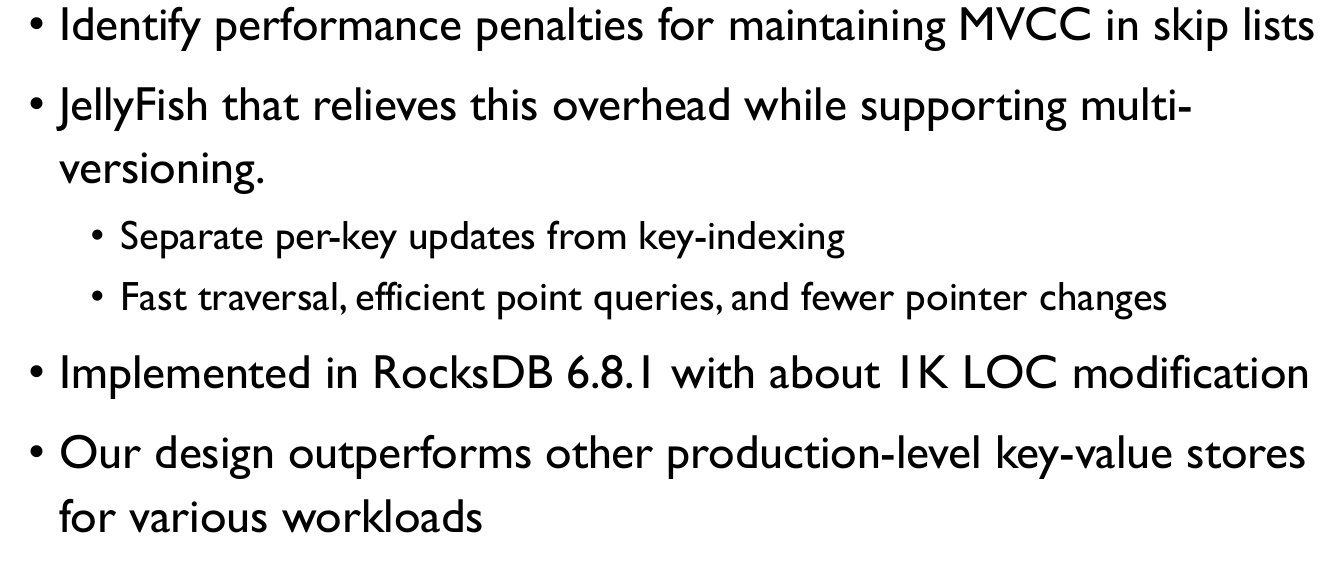 • Identify performance penalties for maintaining MVCC in skip lists
• JellyFish that relieves this overhead while supporting multi-
versioning.
• Separate per-key updates from key-indexing
• Fast traversal, efficient point queries, and fewer pointer changes
• Implemented in RocksDB 6.8.1 with about 1K LOC modification
• Our design outperforms other production-level key-value stores
for various workloads